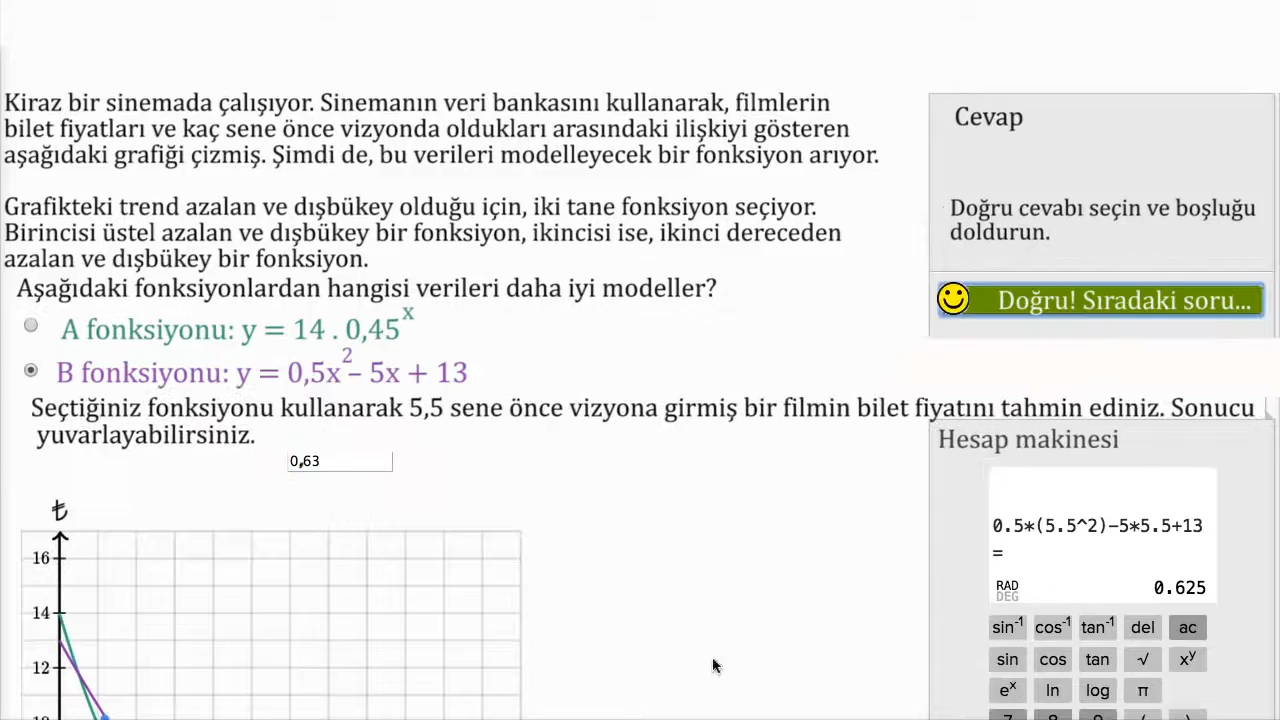 Kiraz bir sinemada çalışıyor. Sinemanın veri bankasını kullanarak, filmlerin
bilet fiyatları ve kaç sene önce vizyonda oldukları arasındaki ilişkiyi gösteren
aşağıdaki grafiği çizmiş. Şimdi de, bu verileri modelleyecek bir fonksiyon arıyor.
Grafikteki trend azalan ve dışbükey olduğu için, iki tane fonksiyon seçiyor.
Birincisi üstel azalan ve dışbükey bir fonksiyon, ikincisi ise, ikinci dereceden
azalan ve dışbükey bir fonksiyon.
Aşağıdaki fonksiyonlardan hangisi verileri daha iyi modeller?
A fonksiyonu: y = 14 . 0,45^x
B fonksiyonu: y = 0,5x^2 – 5x + 13
Seçtiğiniz fonksiyonu kullanarak 5,5 sene önce vizyona girmiş bir filmin bilet fiyatını tahmin ediniz. Sonucu
yuvarlayabilirsiniz.
0,63
₺
16
14
12
Cevap
Doğru cevabı seçin ve boşluğu
doldurun.
Doğru! Sıradaki soru...
Hesap makinesi
0.5*(5.5^2)-5*5.5+13
=
RAD
DEG
0.625
sin^-1 cos^-1 tan^-1 del ac
sin cos tan √ x^y
e^x ln log π